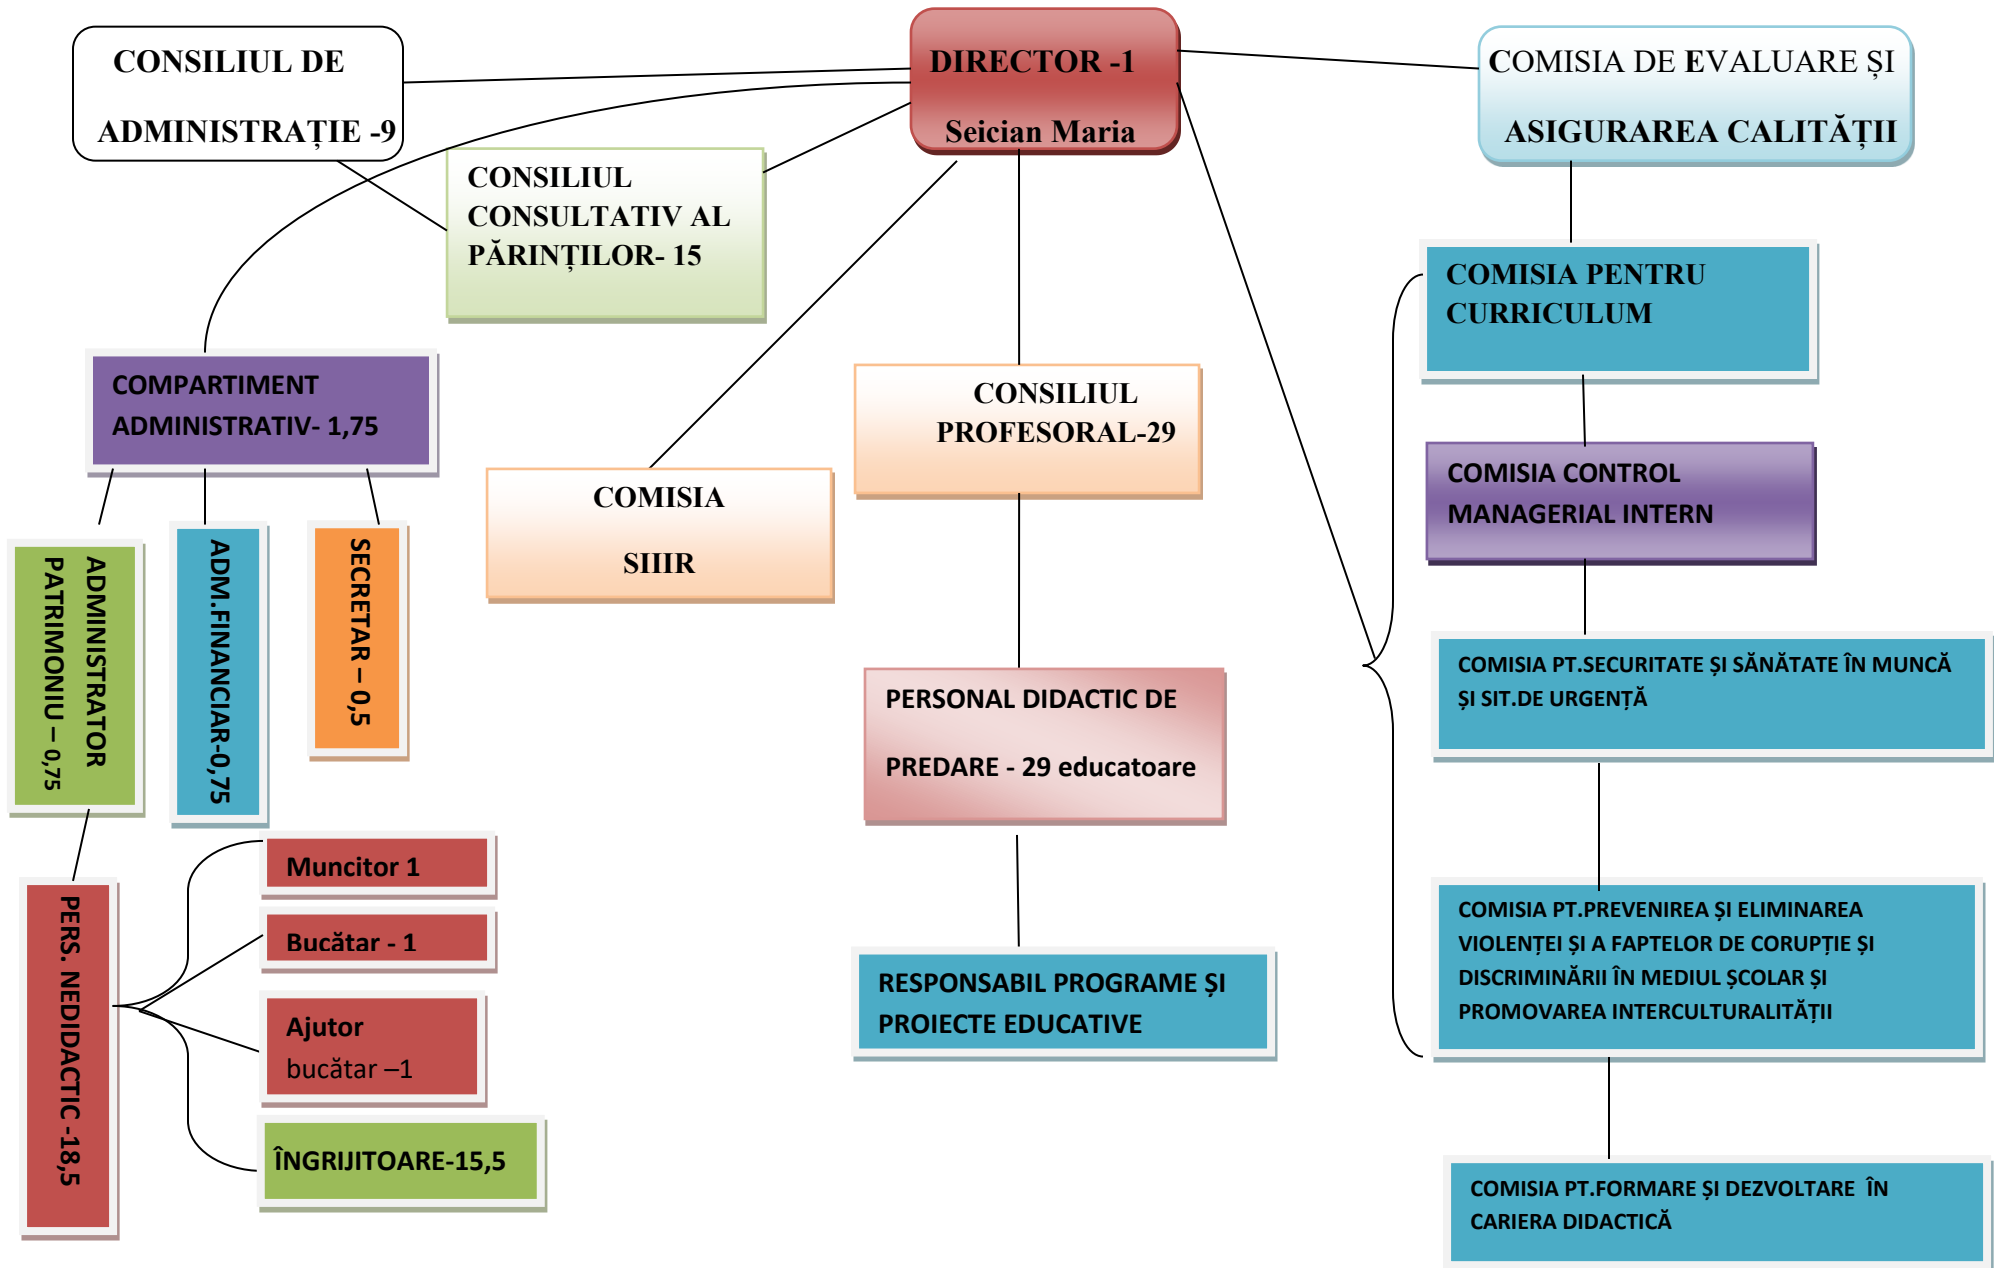 CONSILIUL DE
ADMINISTRAȚIE -9
DIRECTOR -1
Seician Maria
COMISIA DE EVALUARE ȘI
ASIGURAREA CALITĂȚII
CONSILIUL
CONSULTATIV AL
PĂRINȚILOR- 15
COMISIA PENTRU
CURRICULUM
COMPARTIMENT
ADMINISTRATIV- 1,75
CONSILIUL
PROFESORAL-29
COMISIA
SIIIR
COMISIA CONTROL
MANAGERIAL INTERN
ADMINISTRATOR
PATRIMONIU – 0,75
ADM.FINANCIAR-0,75
SECRETAR – 0,5
COMISIA PT.SECURITATE ȘI SĂNĂTATE ÎN MUNCĂ
ȘI SIT.DE URGENȚĂ
PERSONAL DIDACTIC DE
PREDARE - 29 educatoare
PERS. NEDIDACTIC -18,5
Muncitor 1
Bucătar - 1
Ajutor
bucătar –1
ÎNGRIJITOARE-15,5
RESPONSABIL PROGRAME ȘI
PROIECTE EDUCATIVE
COMISIA PT.PREVENIREA ȘI ELIMINAREA
VIOLENȚEI ȘI A FAPTELOR DE CORUPȚIE ȘI
DISCRIMINĂRII ÎN MEDIUL ȘCOLAR ȘI
PROMOVAREA INTERCULTURALITĂȚII
COMISIA PT.FORMARE ȘI DEZVOLTARE  ÎN
CARIERA DIDACTICĂ